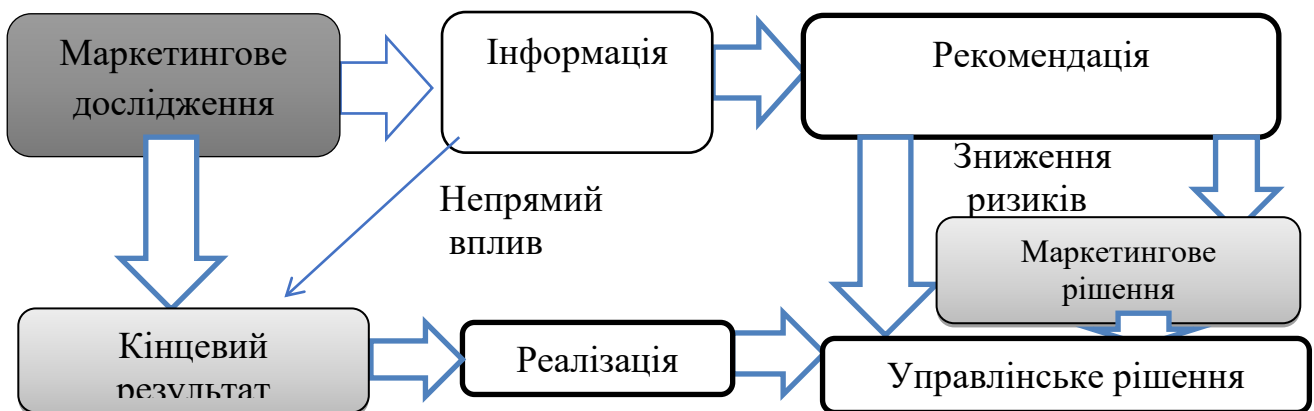 Маркетингове
дослідження
Інформація
Рекомендація
Непрямий
вплив
Зниження
ризиків
Маркетингове
рішення
Кінцевий
результат
Реалізація
Управлінське рішення